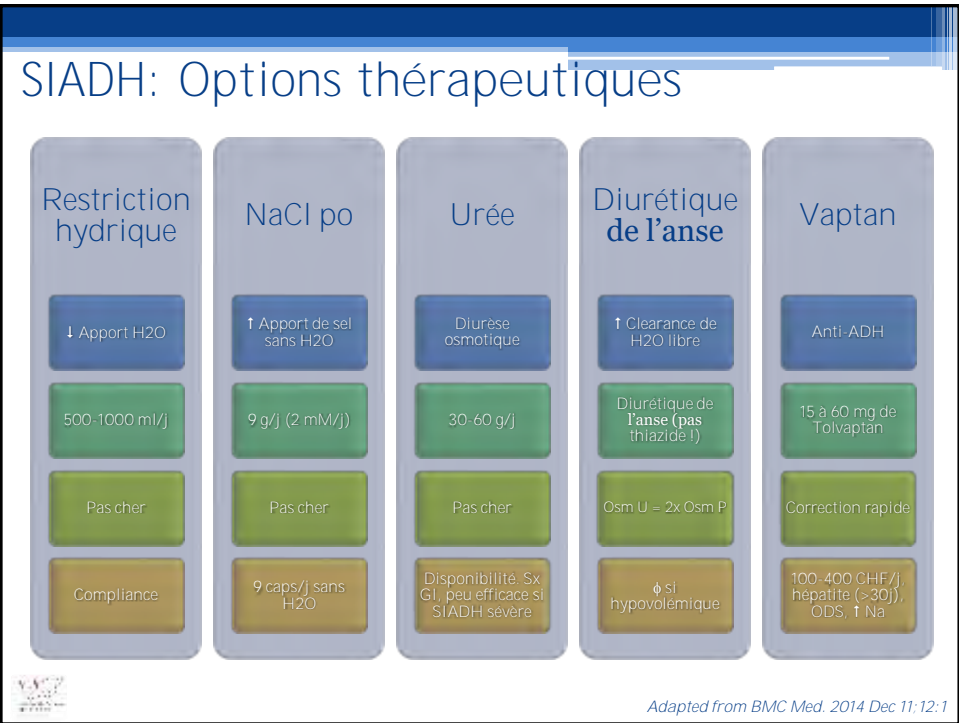 SIADH: Options thérapeutiques
Restriction
hydrique
↓ Apport H2O
500-1000 ml/j
Pas cher
Compliance
NaCl po
↑ Apport de sel
sans H2O
9 g/j (2 mM/j)
Pas cher
9 caps/j sans
H2O
Urée
Diurèse
osmotique
30-60 g/j
Pas cher
Disponibilité. Sx
GI, peu efficace si
SIADH sévère
Diurétique
de l’anse
↑ Clearance de
H2O libre
Diurétique de
l’anse (pas
thiazide !)
Osm U = 2x Osm P
ϕ si
hypovolémique
Vaptan
Anti-ADH
15 à 60 mg de
Tolvaptan
Correction rapide
100-400 CHF/j,
hépatite (>30j),
ODS, ↑ Na
Adapted from BMC Med. 2014 Dec 11;12:1